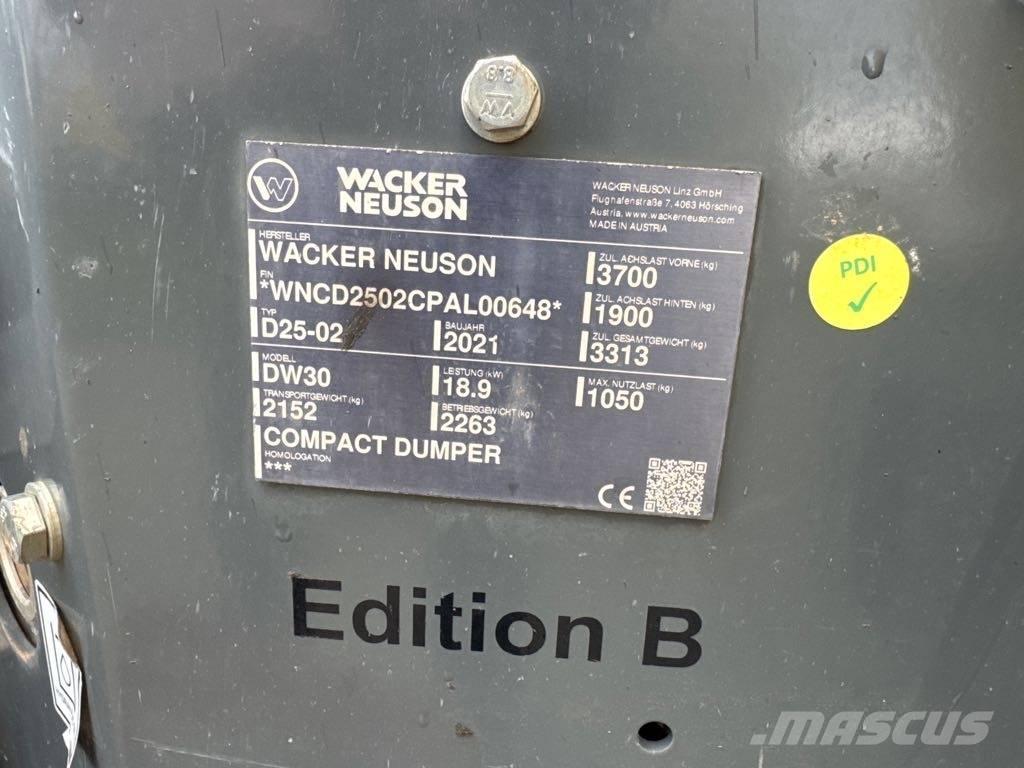 8.8
WACKER
NEUSON
WACKER NEUSON Linz GmbH
Flughafenstraße 7, 4063 Hörsching
Austria, www.wackerneuson.com
MADE IN AUSTRIA
HERSTELLER
WACKER NEUSON
FIN
*WNCD2502CPAL00648*
TYP
D25-02
BAUJAHR
2021
MODELL
DW30
LEISTUNG (kW)
18.9
TRANSPORTGEWICHT (kg)
2152
BETRIEBSGEWICHT (kg)
2263
COMPACT DUMPER
HOMOLOGATION
***
ZUL. ACHSLAST VORNE (kg)
3700
ZUL. ACHSLAST HINTEN (kg)
1900
ZUL. GESAMTGEWICHT (kg)
3313
MAX. NUTZLAST (kg)
1050
CE
PDI
Edition B
MASCUS